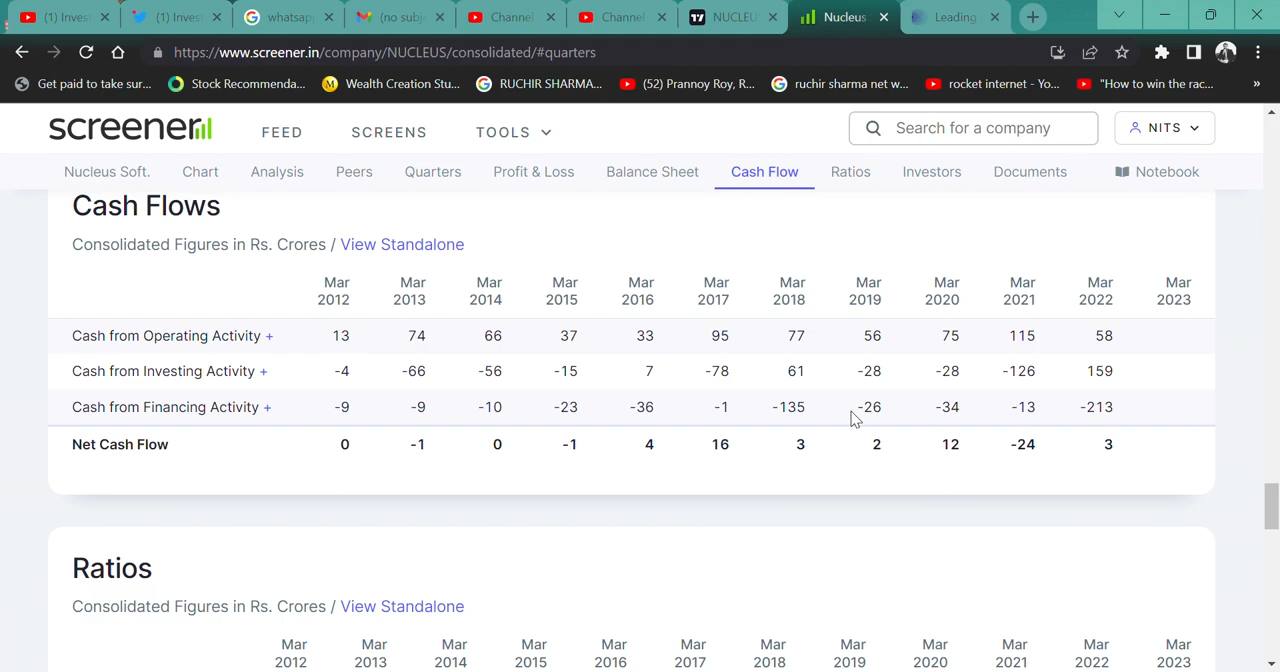 (1) Invest (1) Invest whatsapp (no subje Channel Channel NUCLEU Nucleus Leading
https://www.screener.in/company/NUCLEUS/consolidated/#quarters
Get paid to take sur... Stock Recommenda... Wealth Creation Stu... RUCHIR SHARMA... (52) Prannoy Roy, R... ruchir sharma net w... rocket internet - Yo... "How to win the rac... »
screener FEED SCREENS TOOLS Search for a company NITS
Nucleus Soft. Chart Analysis Peers Quarters Profit & Loss Balance Sheet Cash Flow Ratios Investors Documents Notebook
Cash Flows
Consolidated Figures in Rs. Crores / View Standalone
Mar Mar Mar Mar Mar Mar Mar Mar Mar Mar Mar Mar
2012 2013 2014 2015 2016 2017 2018 2019 2020 2021 2022 2023
Cash from Operating Activity + 13 74 66 37 33 95 77 56 75 115 58
Cash from Investing Activity + -4 -66 -56 -15 7 -78 61 -28 -28 -126 159
Cash from Financing Activity + -9 -9 -10 -23 -36 -1 -135 -26 -34 -13 -213
Net Cash Flow 0 -1 0 -1 4 16 3 2 12 -24 3
Ratios
Consolidated Figures in Rs. Crores / View Standalone
Mar Mar Mar Mar Mar Mar Mar Mar Mar Mar Mar Mar
2012 2013 2014 2015 2016 2017 2018 2019 2020 2021 2022 2023